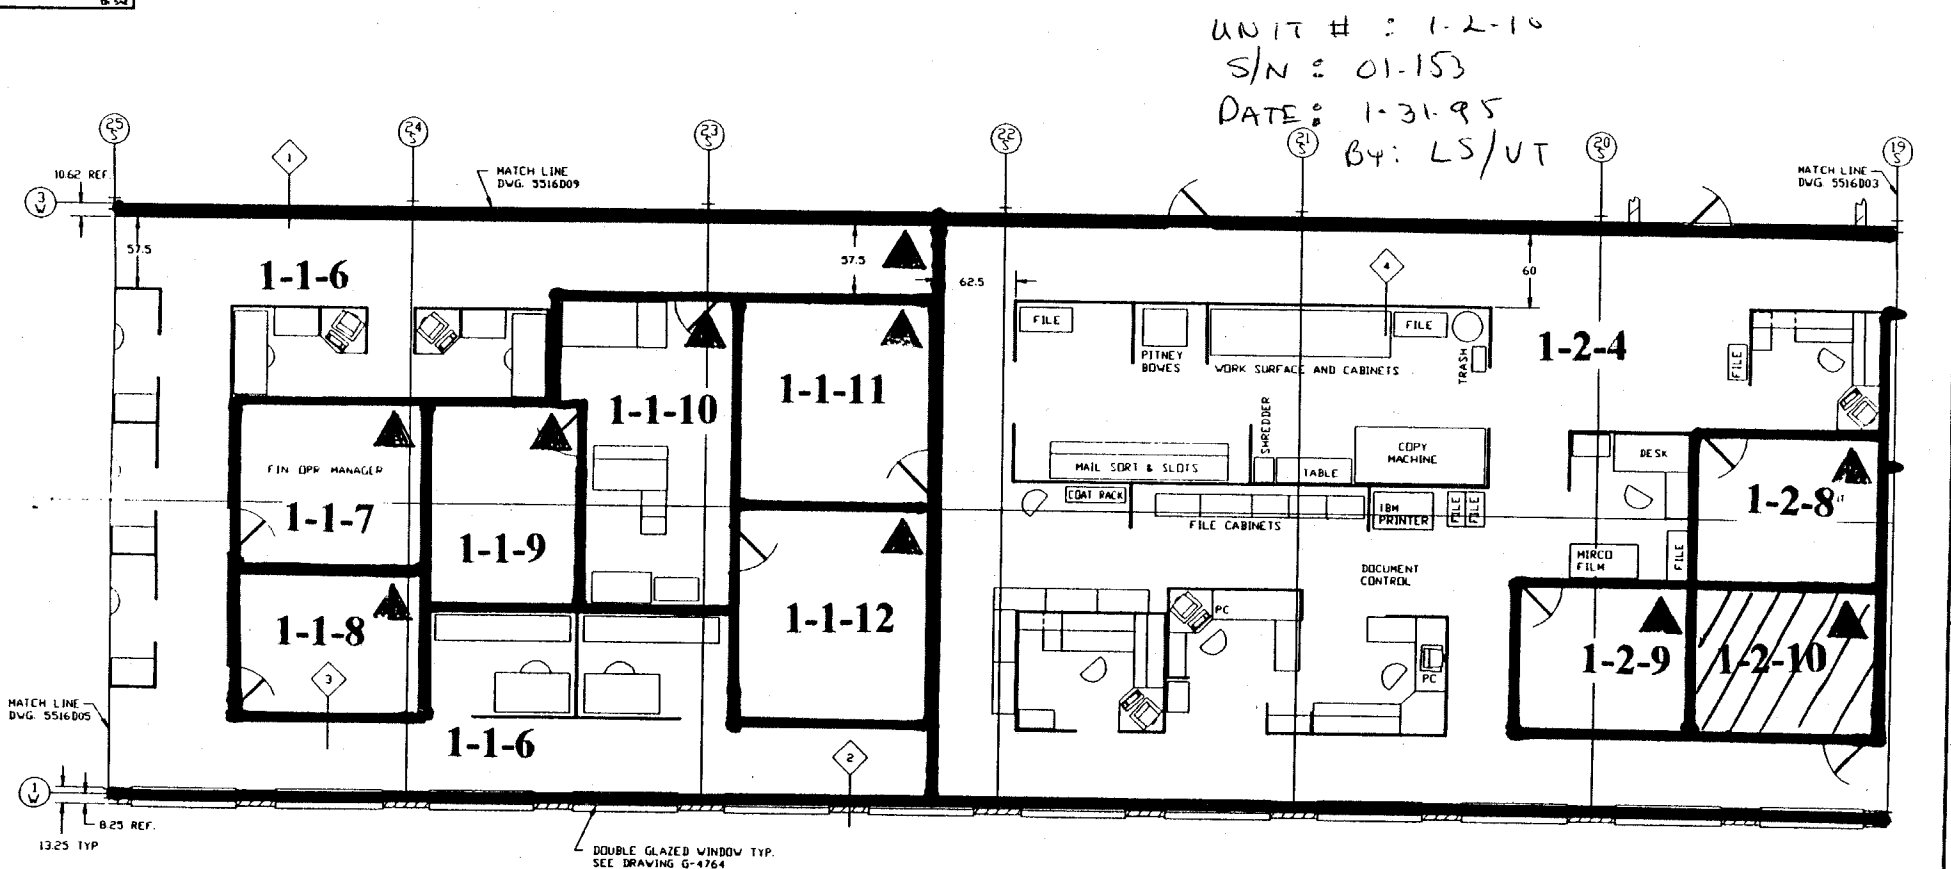 UNIT # : 1-2-10
S/N : 01-153
DATE: 1-31-95
BY: LS/VT
25 S
24 S
23 S
22 S
21 S
20 S
19 S
1
10.62 REF.
3 W
MATCH LINE
DWG. 5516D09
MATCH LINE
DWG. 5516D03
57.5
57.5
62.5
4
60
1-1-6
FILE
PITNEY
BOWES
WORK SURFACE AND CABINETS
FILE
TRASH
1-2-4
FILE
1-1-10
1-1-11
SHREDDER
FIN OPR MANAGER
MAIL SORT & SLOTS
TABLE
COPY
MACHINE
DESK
COAT RACK
FILE CABINETS
IBM
PRINTER
FILE
FILE
1-2-8
1-1-7
1-1-9
MIRCO
FILM
FILE
DOCUMENT
CONTROL
1-1-8
1-1-12
PC
PC
1-2-9
1-2-10
3
MATCH LINE
DWG. 5516D05
1-1-6
2
1 W
8.25 REF.
13.25 TYP
DOUBLE GLAZED WINDOW TYP.
SEE DRAWING G-4764